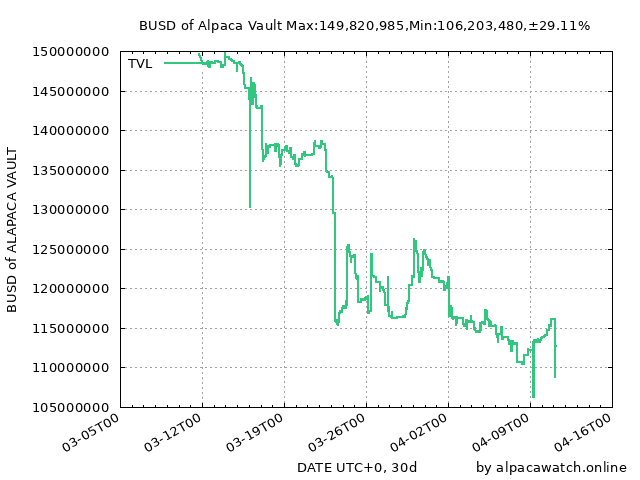 BUSD of Alpaca Vault Max:149,820,985,Min:106,203,480,±29.11%
TVL
150000000
145000000
140000000
135000000
130000000
125000000
120000000
115000000
110000000
105000000
BUSD of ALAPACA VAULT
03-05T00
03-12T00
03-19T00
03-26T00
04-02T00
04-09T00
04-16T00
DATE UTC+0, 30d
by alpacawatch.online